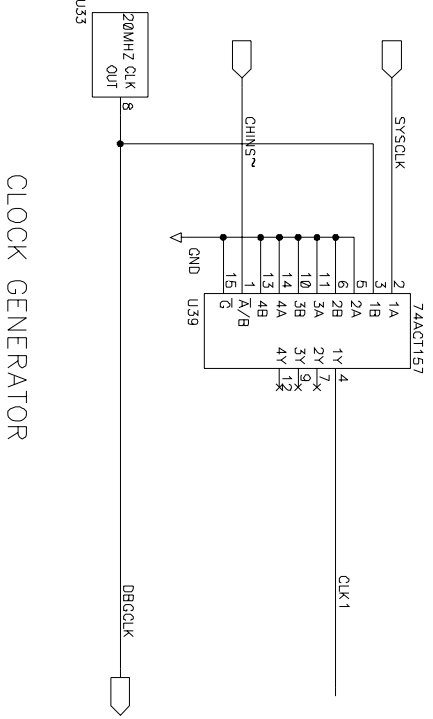 74ACT157
SYSCLK
2 1A
3 1B
5 2A
6 2B
11 3A
10 3B
14 4A
13 4B
1 A/B
15 G
1Y 4
2Y 7
3Y 9
4Y 12
U39
CLK1
CHINS~
GND
U33
20MHZ CLK
OUT
8
DBGCLK
CLOCK GENERATOR